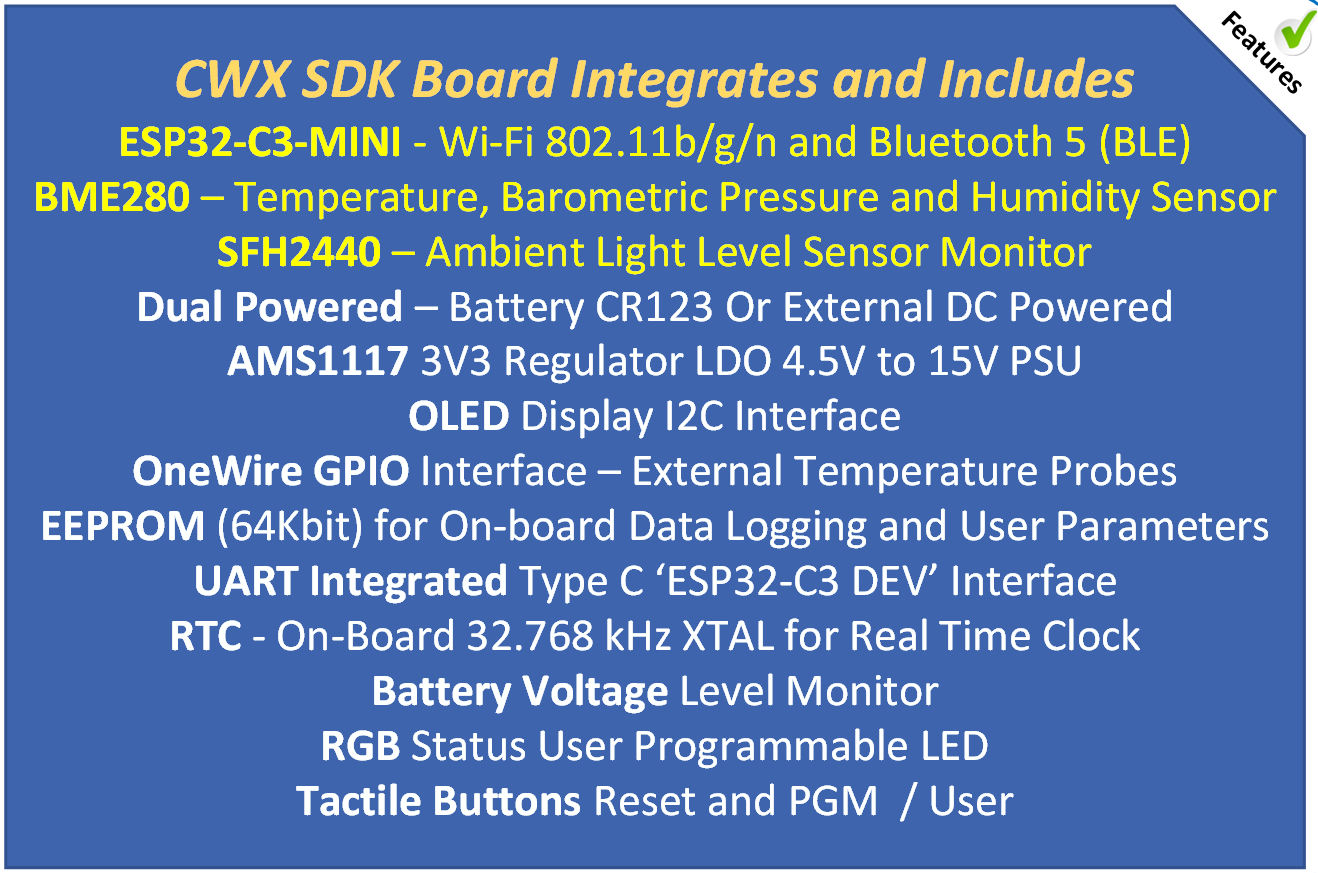 Features
CWX SDK Board Integrates and Includes
ESP32-C3-MINI - Wi-Fi 802.11b/g/n and Bluetooth 5 (BLE)
BME280 – Temperature, Barometric Pressure and Humidity Sensor
SFH2440 – Ambient Light Level Sensor Monitor
Dual Powered – Battery CR123 Or External DC Powered
AMS1117 3V3 Regulator LDO 4.5V to 15V PSU
OLED Display I2C Interface
OneWire GPIO Interface – External Temperature Probes
EEPROM (64Kbit) for On-board Data Logging and User Parameters
UART Integrated Type C ‘ESP32-C3 DEV’ Interface
RTC - On-Board 32.768 kHz XTAL for Real Time Clock
Battery Voltage Level Monitor
RGB Status User Programmable LED
Tactile Buttons Reset and PGM  / User